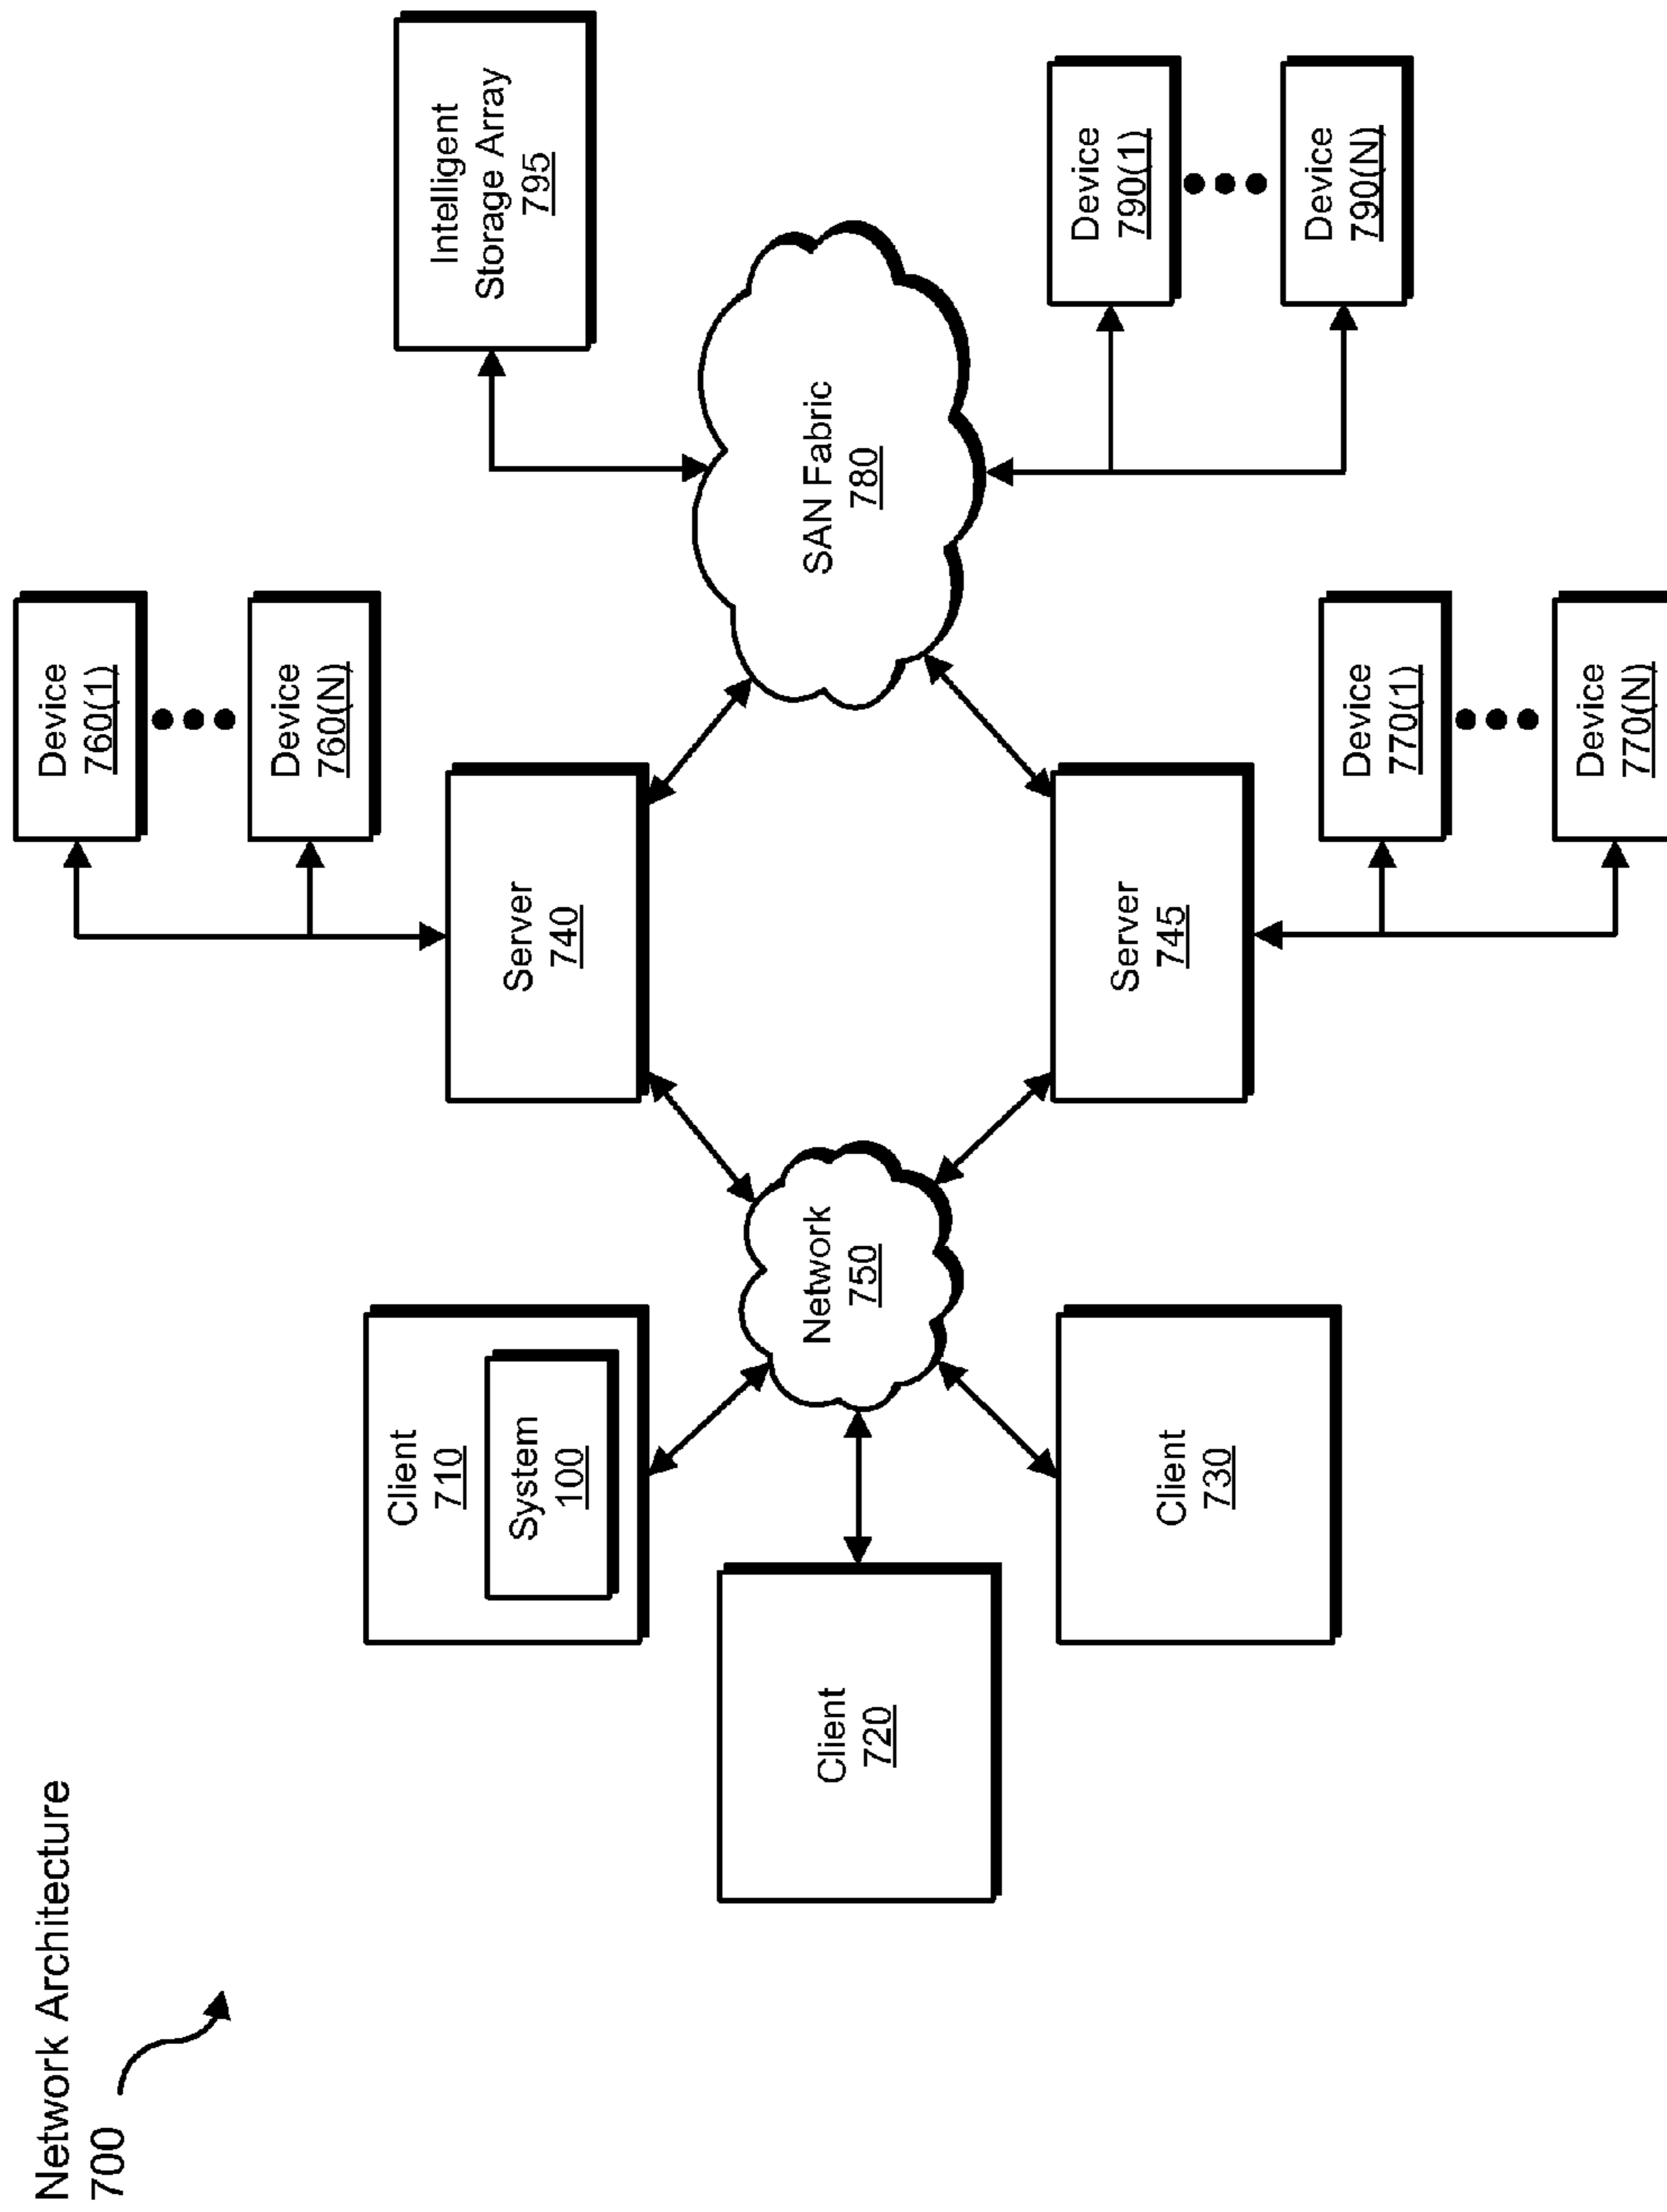 Network Architecture
700
Device
760(1)
Device
760(N)
Intelligent
Storage Array
795
Client
710
System
100
Server
740
Client
720
Network
750
SAN Fabric
780
Client
730
Server
745
Device
790(1)
Device
790(N)
Device
770(1)
Device
770(N)